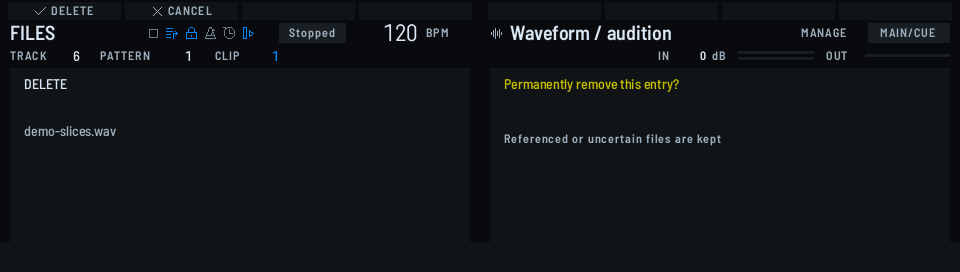 DELETE CANCEL
FILES Stopped 120 BPM Waveform / audition MANAGE MAIN/CUE
TRACK 6 PATTERN 1 CLIP 1 IN 0 dB OUT
DELETE
demo-slices.wav
Permanently remove this entry?
Referenced or uncertain files are kept